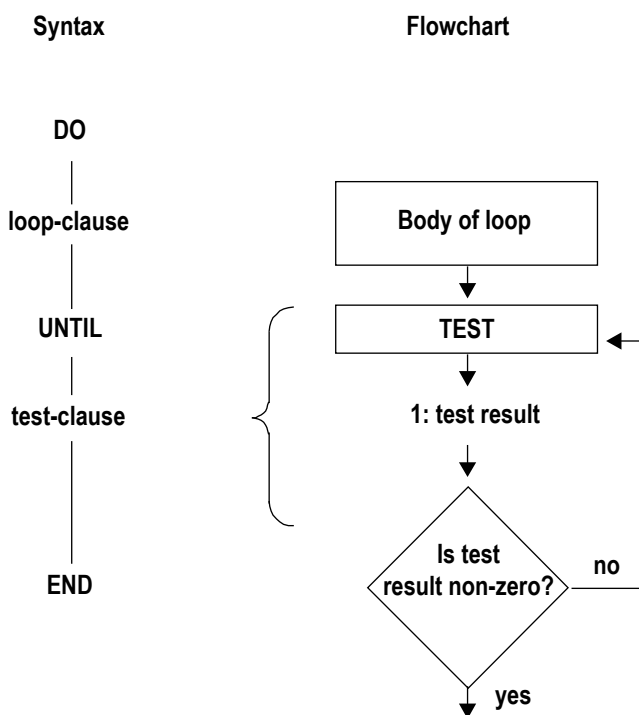 Syntax
Flowchart
DO
loop-clause
UNTIL
test-clause
END
Body of loop
TEST
1: test result
Is test
result non-zero?
no
yes